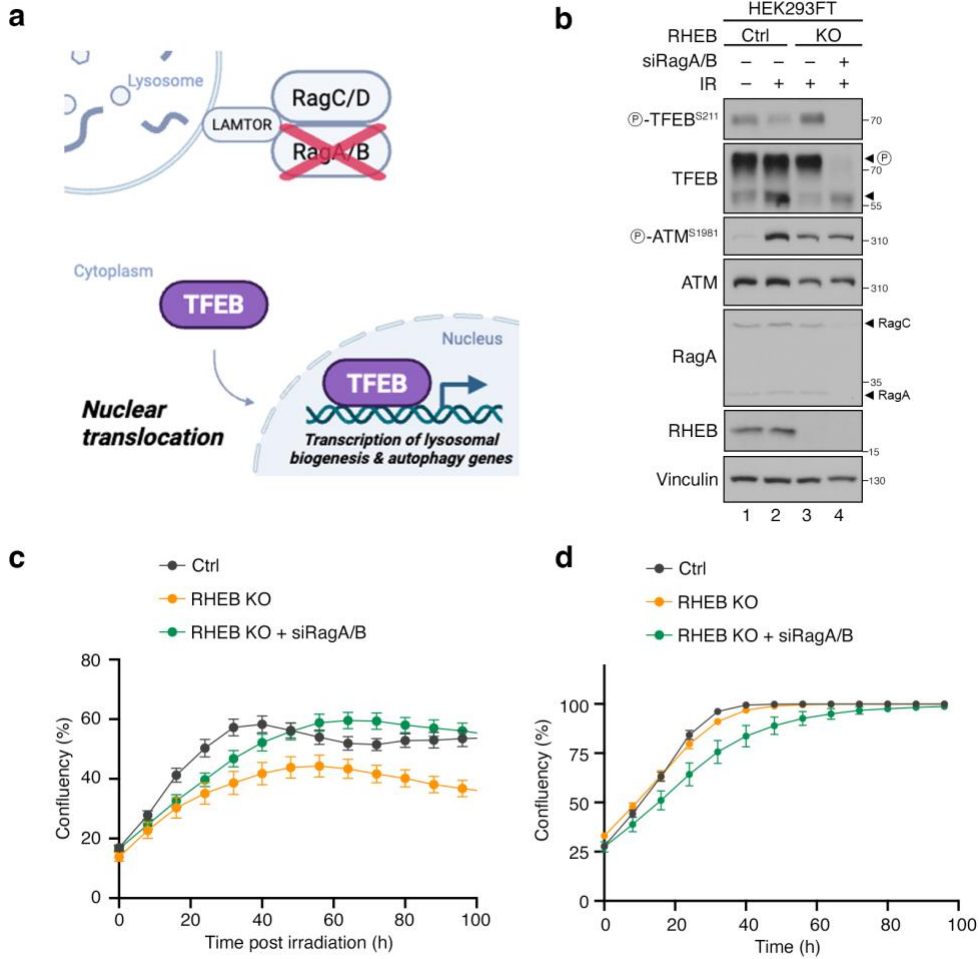 a
Lysosome
LAMTOR
RagC/D
RagA/B
Cytoplasm
TFEB
Nucleus
TFEB
Nuclear
translocation
Transcription of lysosomal
biogenesis & autophagy genes
b
HEK293FT
RHEB Ctrl KO
siRagA/B – – – +
IR – + + +
Ⓟ-TFEB^S211 70
TFEB Ⓟ
70
55
Ⓟ-ATM^S1981 310
ATM 310
RagA RagC
35
RagA
RHEB
15
Vinculin 130
1 2 3 4
c
Ctrl
RHEB KO
RHEB KO + siRagA/B
80
60
40
20
0
Confluency (%)
0 20 40 60 80 100
Time post irradiation (h)
d
Ctrl
RHEB KO
RHEB KO + siRagA/B
100
75
50
25
0
Confluency (%)
0 20 40 60 80 100
Time (h)